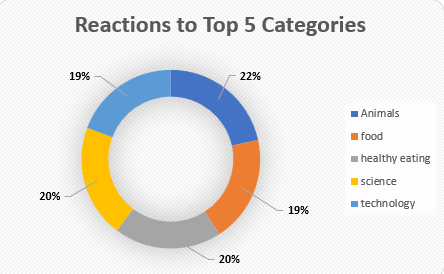 Reactions to Top 5 Categories
19%
22%
20%
19%
20%
Animals
food
healthy eating
science
technology